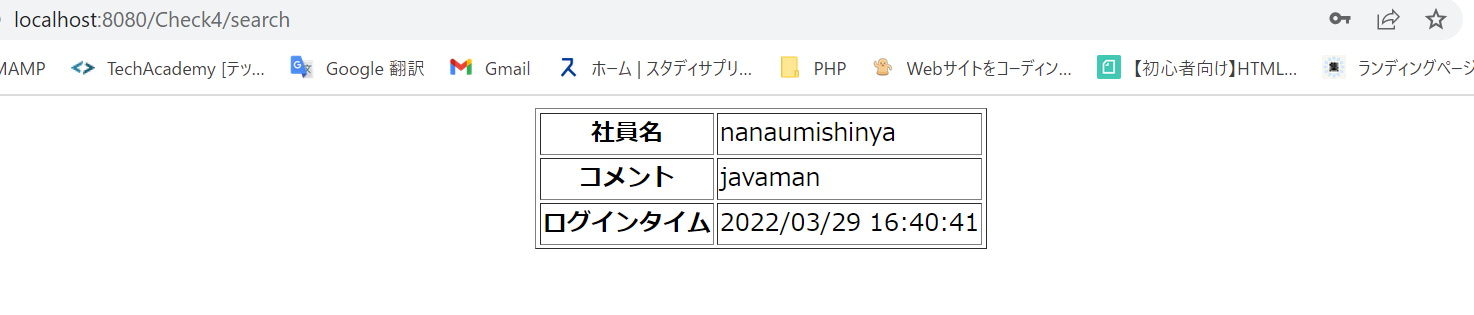 localhost:8080/Check4/search
MAMP TechAcademy [テッ... Google 翻訳 Gmail ホーム | スタディサプリ... PHP Webサイトをコーディン... 【初心者向け】HTML... ランディングページ
社員名 nanaumishinya
コメント javaman
ログインタイム 2022/03/29 16:40:41